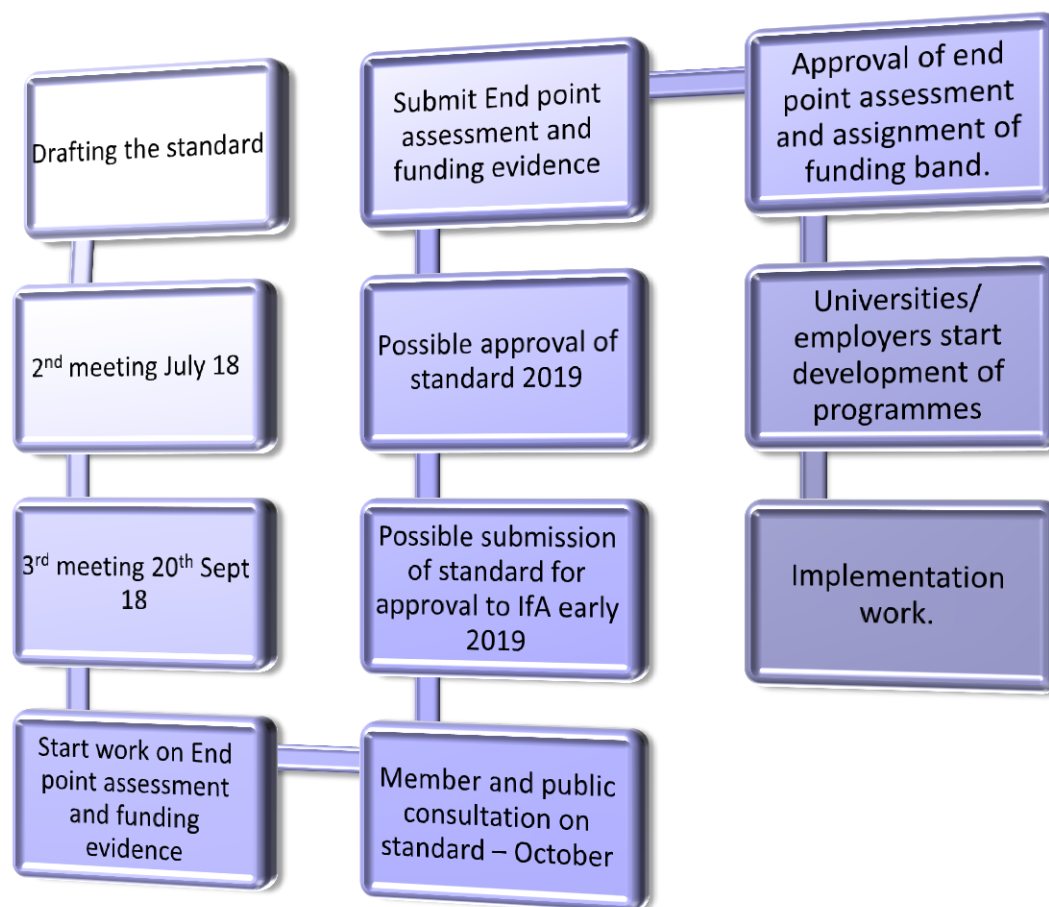 Drafting the standard
2nd meeting July 18
3rd meeting 20th Sept
18
Start work on End
point assessment
and funding
evidence
Member and public
consultation on
standard – October
Possible submission
of standard for
approval to IfA early
2019
Possible approval of
standard 2019
Submit End point
assessment and
funding evidence
Approval of end
point assessment
and assignment of
funding band.
Universities/
employers start
development of
programmes
Implementation
work.